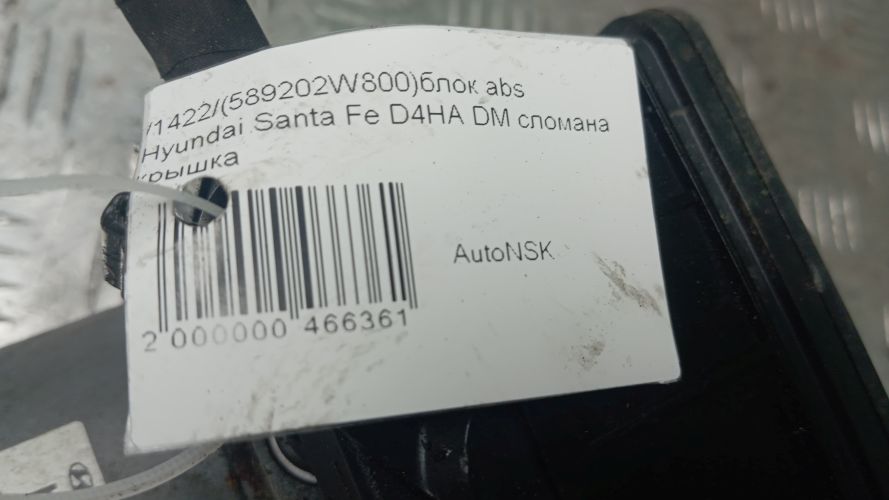 /1422/(589202W800)блок abs
Hyundai Santa Fe D4HA DM сломана
крышка
AutoNSK
2 000000 466361